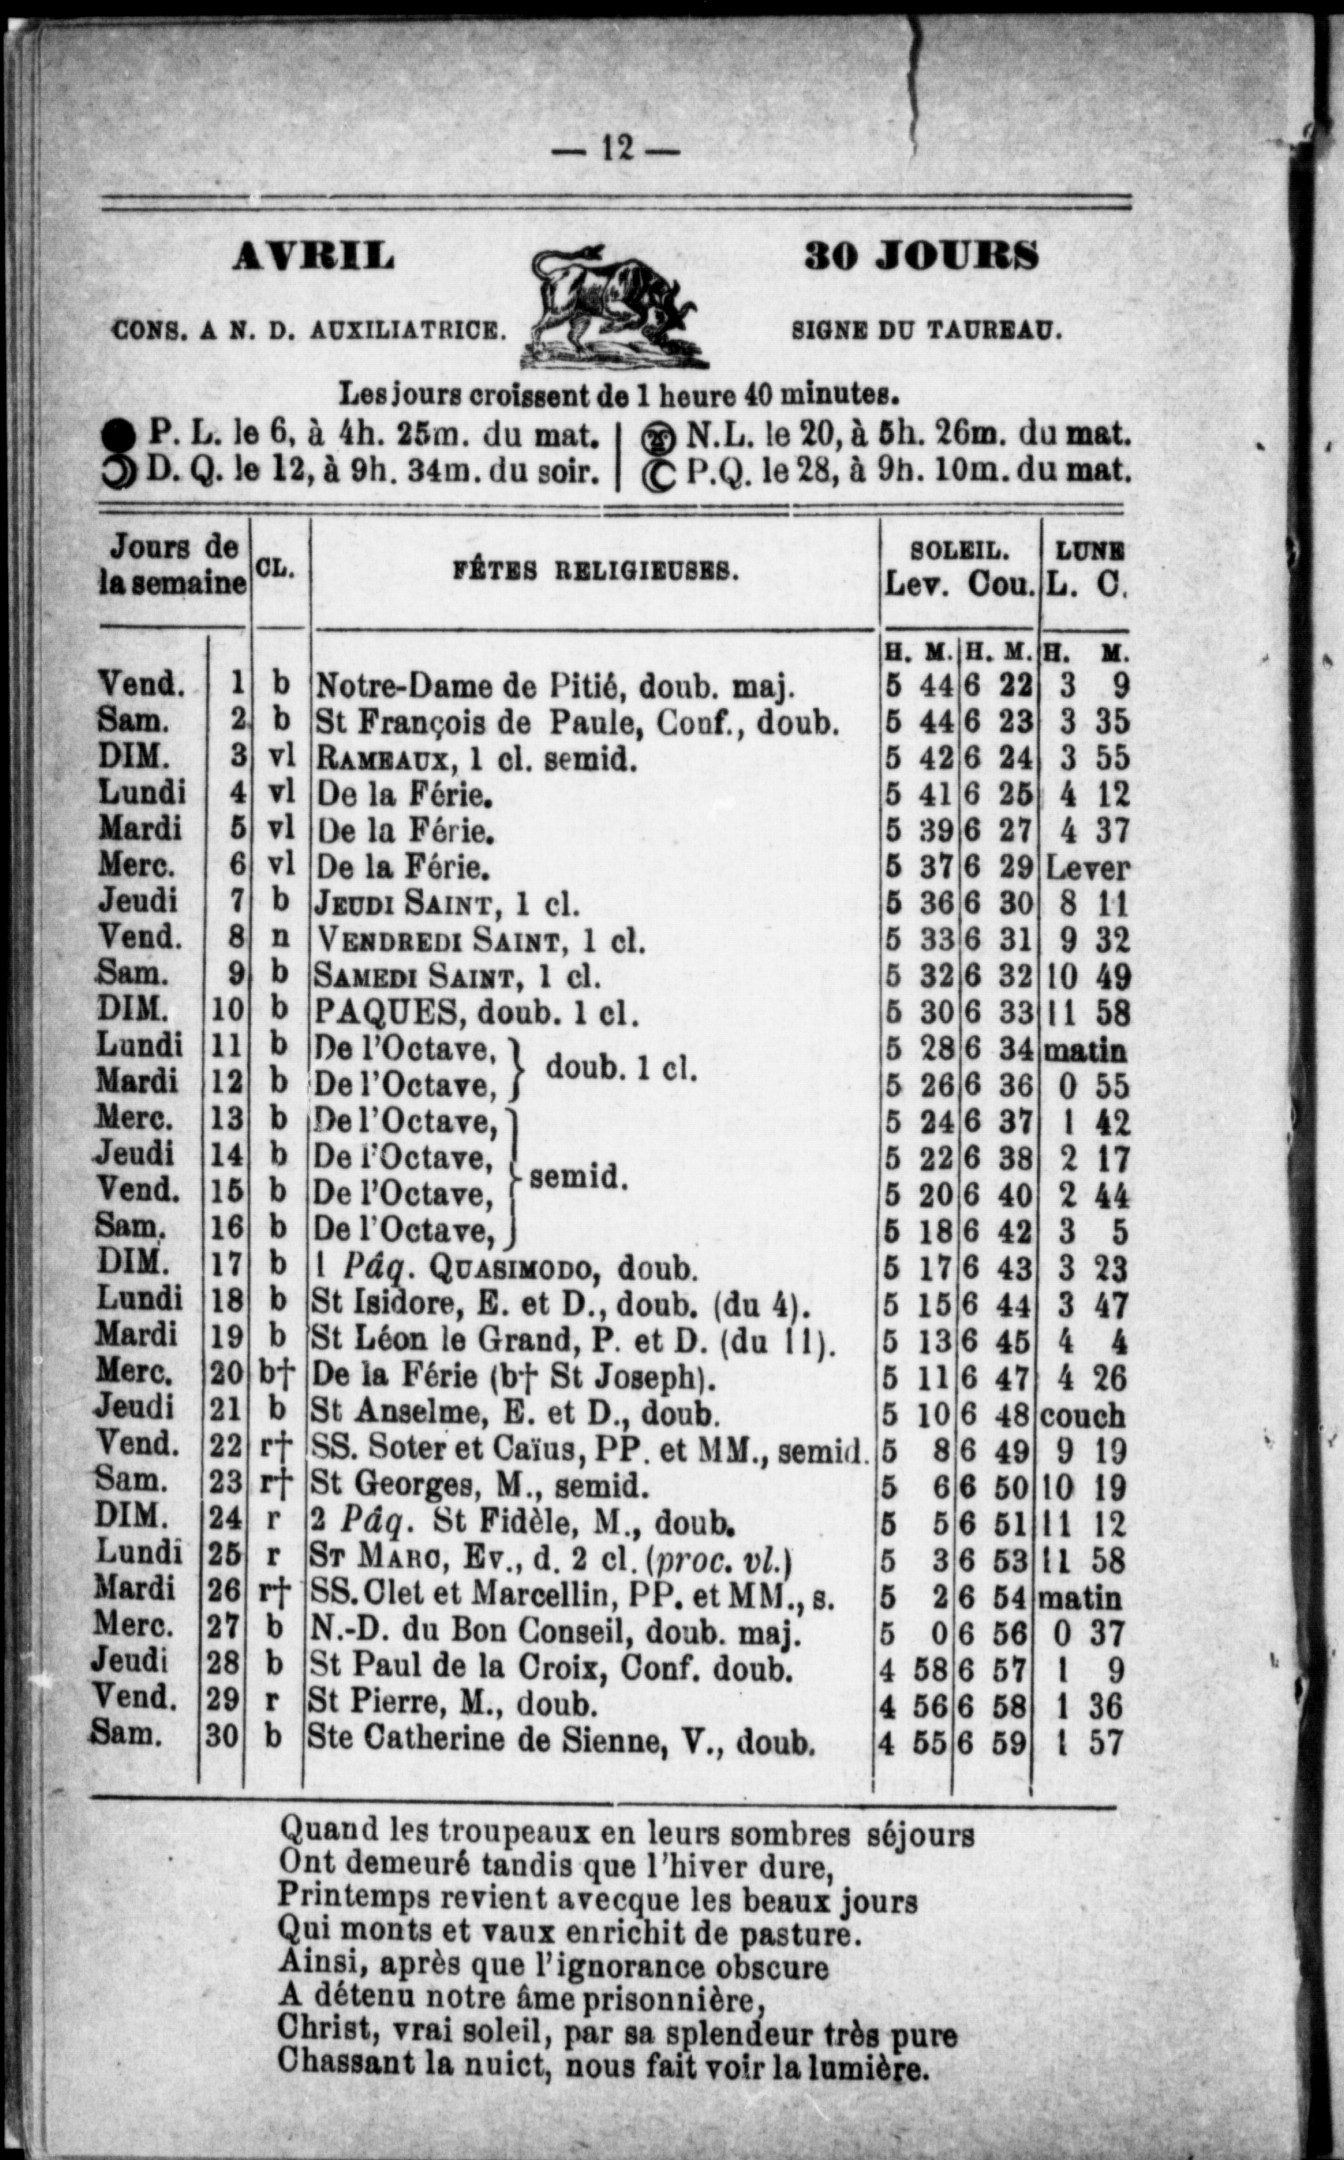 — 12 —
AVRIL 30 JOURS
CONS. A N. D. AUXILIATRICE. SIGNE DU TAUREAU.
Les jours croissent de 1 heure 40 minutes.
P. L. le 6, à 4h. 25m. du mat. | N.L. le 20, à 5h. 26m. du mat.
D. Q. le 12, à 9h. 34m. du soir. | P.Q. le 28, à 9h. 10m. du mat.
Jours de la semaine CL. FÊTES RELIGIEUSES. SOLEIL. Lev. Cou. LUNE L. C.
H. M. H. M. H. M.
Vend. 1 b Notre-Dame de Pitié, doub. maj. 5 44 6 22 3 9
Sam. 2 b St François de Paule, Conf., doub. 5 44 6 23 3 35
DIM. 3 vl RAMEAUX, 1 cl. semid. 5 42 6 24 3 55
Lundi 4 vl De la Férie. 5 41 6 25 4 12
Mardi 5 vl De la Férie. 5 39 6 27 4 37
Merc. 6 vl De la Férie. 5 37 6 29 Lever
Jeudi 7 b JEUDI SAINT, 1 cl. 5 36 6 30 8 11
Vend. 8 n VENDREDI SAINT, 1 cl. 5 33 6 31 9 32
Sam. 9 b SAMEDI SAINT, 1 cl. 5 32 6 32 10 49
DIM. 10 b PAQUES, doub. 1 cl. 5 30 6 33 11 58
Lundi 11 b De l'Octave, 5 28 6 34 matin
doub. 1 cl.
Mardi 12 b De l'Octave, 5 26 6 36 0 55
Merc. 13 b De l'Octave, 5 24 6 37 1 42
Jeudi 14 b De l'Octave, 5 22 6 38 2 17
semid.
Vend. 15 b De l'Octave, 5 20 6 40 2 44
Sam. 16 b De l'Octave, 5 18 6 42 3 5
DIM. 17 b 1 Pâq. QUASIMODO, doub. 5 17 6 43 3 23
Lundi 18 b St Isidore, E. et D., doub. (du 4). 5 15 6 44 3 47
Mardi 19 b St Léon le Grand, P. et D. (du 11). 5 13 6 45 4 4
Merc. 20 b† De la Férie (b† St Joseph). 5 11 6 47 4 26
Jeudi 21 b St Anselme, E. et D., doub. 5 10 6 48 couch
Vend. 22 r† SS. Soter et Caïus, PP. et MM., semid. 5 8 6 49 9 19
Sam. 23 r† St Georges, M., semid. 5 6 6 50 10 19
DIM. 24 r 2 Pâq. St Fidèle, M., doub. 5 5 6 51 11 12
Lundi 25 r ST MARC, EV., d. 2 cl. (proc. vl.) 5 3 6 53 11 58
Mardi 26 r† SS. Clet et Marcellin, PP. et MM., s. 5 2 6 54 matin
Merc. 27 b N.-D. du Bon Conseil, doub. maj. 5 0 6 56 0 37
Jeudi 28 b St Paul de la Croix, Conf. doub. 4 58 6 57 1 9
Vend. 29 r St Pierre, M., doub. 4 56 6 58 1 36
Sam. 30 b Ste Catherine de Sienne, V., doub. 4 55 6 59 1 57
Quand les troupeaux en leurs sombres séjours
Ont demeuré tandis que l'hiver dure,
Printemps revient avecque les beaux jours
Qui monts et vaux enrichit de pasture.
Ainsi, après que l'ignorance obscure
A détenu notre âme prisonnière,
Christ, vrai soleil, par sa splendeur très pure
Chassant la nuict, nous fait voir la lumière.